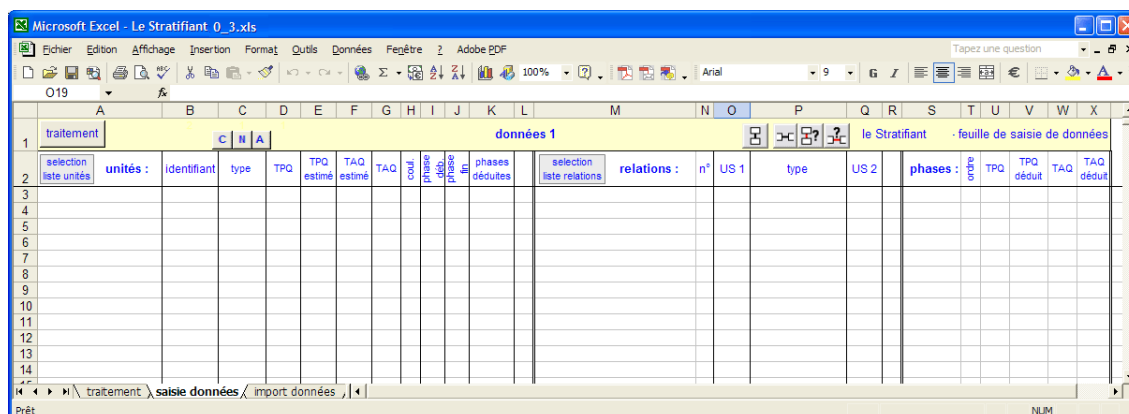 Microsoft Excel - Le Stratifiant 0_3.xls
Fichier Edition Affichage Insertion Format Outils Données Fenêtre ? Adobe PDF Tapez une question
100% Arial 9 G I €
O19 fx
A B C D E F G H I J K L M N O P Q R S T U V W X
1 traitement C N A données 1 le Stratifiant - feuille de saisie de données
2 selection liste unités unités : identifiant type TPQ TPQ estimé TAQ estimé TAQ coul. phase déb. phase fin phases déduites selection liste relations relations : n° US 1 type US 2 phases : ordre TPQ TPQ déduit TAQ TAQ déduit
3
4
5
6
7
8
9
10
11
12
13
14
traitement saisie données import données
Prêt NUM